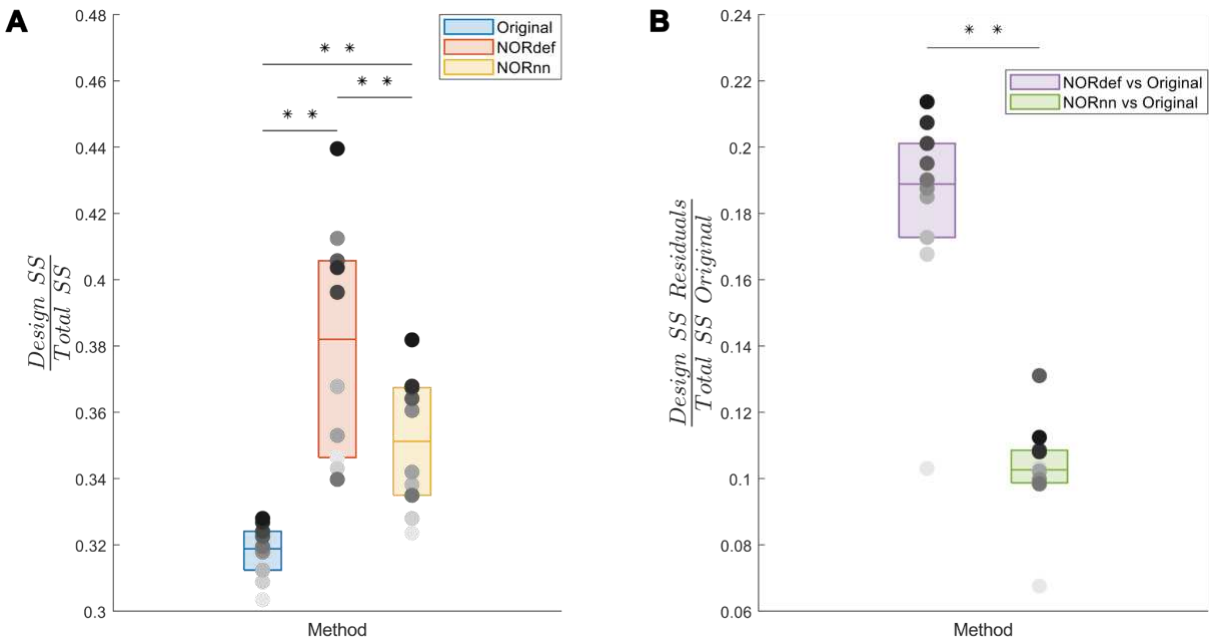 A
Design SS
Total SS
0.48
0.46
0.44
0.42
0.4
0.38
0.36
0.34
0.32
0.3
* *
* *
* *
Original
NORdef
NORnn
Method
B
Design SS Residuals
Total SS Original
0.24
0.22
0.2
0.18
0.16
0.14
0.12
0.1
0.08
0.06
* *
NORdef vs Original
NORnn vs Original
Method